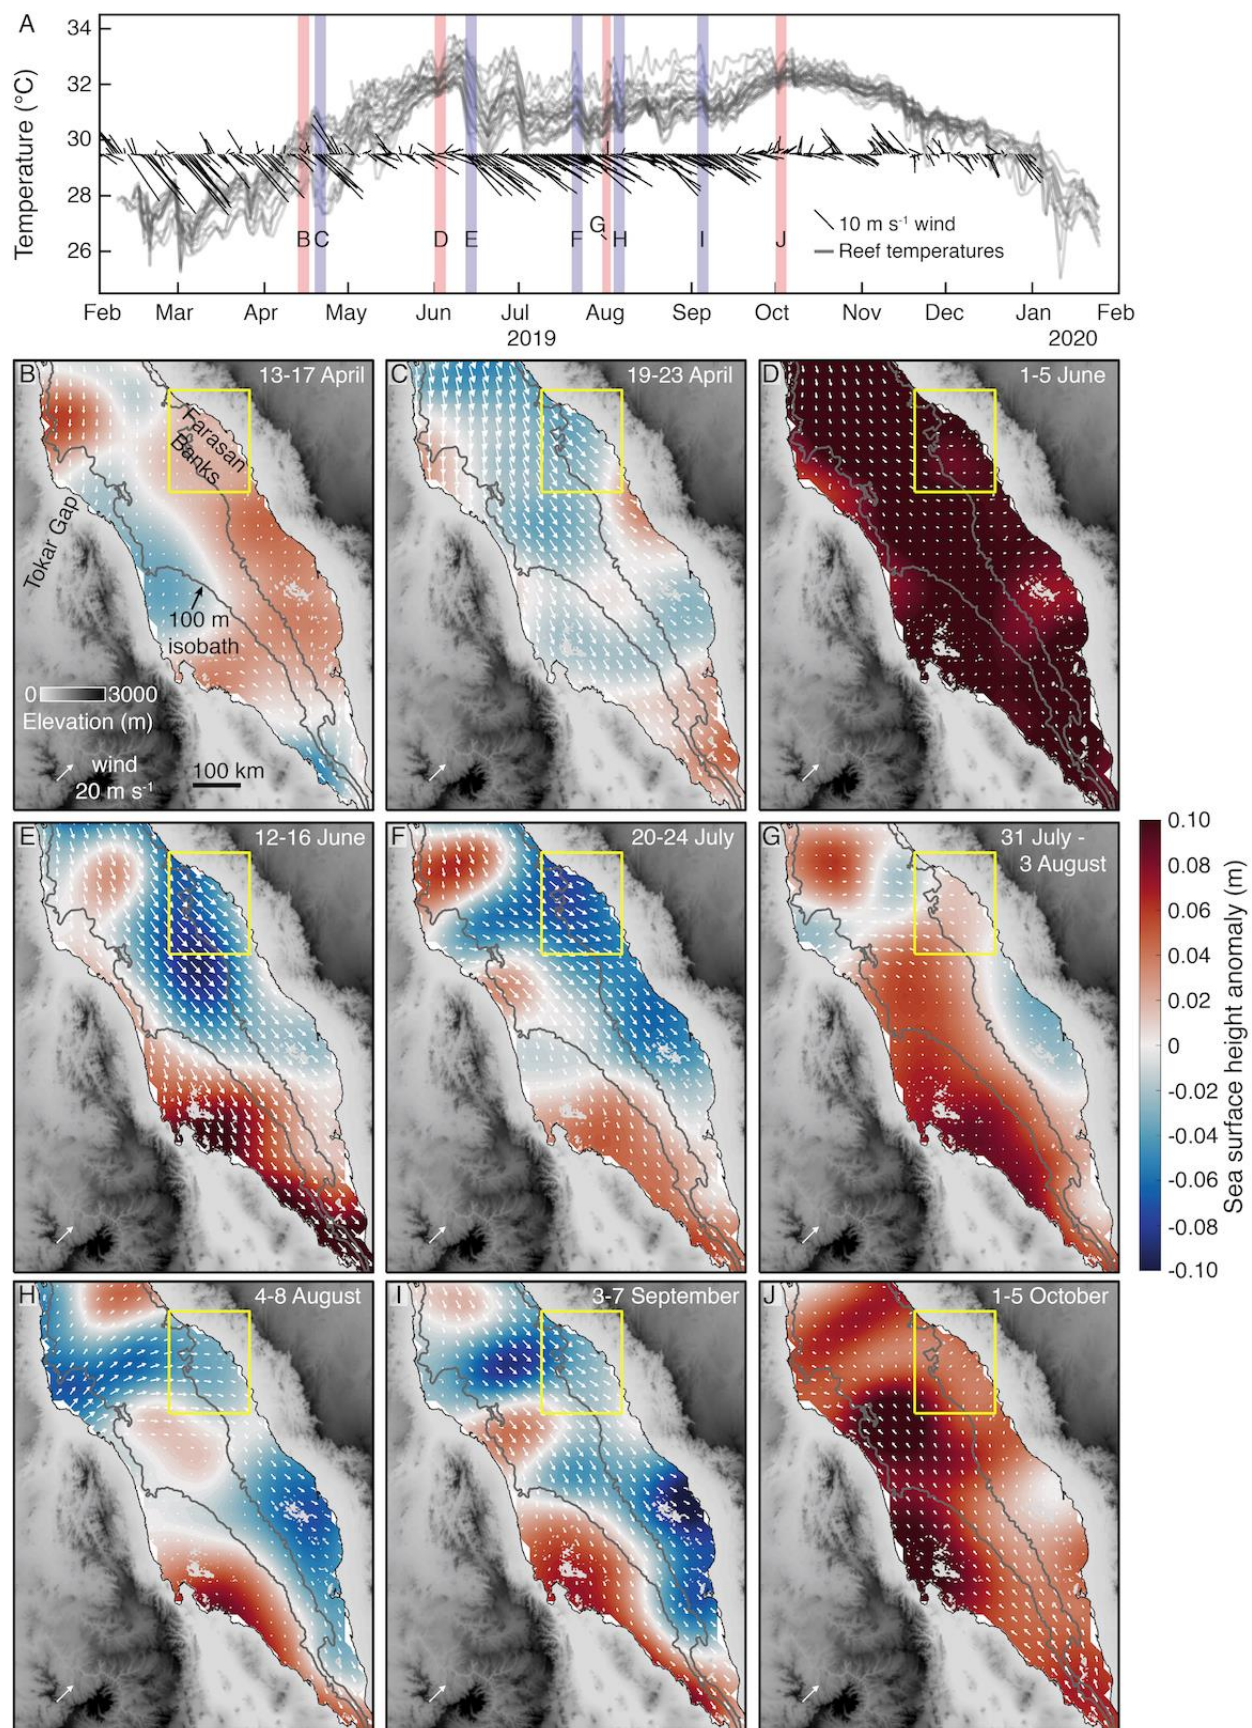 A
34
32
30
28
26
Temperature (°C)
B
C
D
E
F
G
H
I
J
10 m s⁻¹ wind
Reef temperatures
Feb
Mar
Apr
May
Jun
Jul
Aug
Sep
Oct
Nov
Dec
Jan
Feb
2019
2020
B
13-17 April
Farasan
Banks
Tokar Gap
100 m
isobath
0
3000
Elevation (m)
wind
20 m s⁻¹
100 km
C
19-23 April
D
1-5 June
E
12-16 June
F
20-24 July
G
31 July -
3 August
H
4-8 August
I
3-7 September
J
1-5 October
0.10
0.08
0.06
0.04
0.02
0
-0.02
-0.04
-0.06
-0.08
-0.10
Sea surface height anomaly (m)